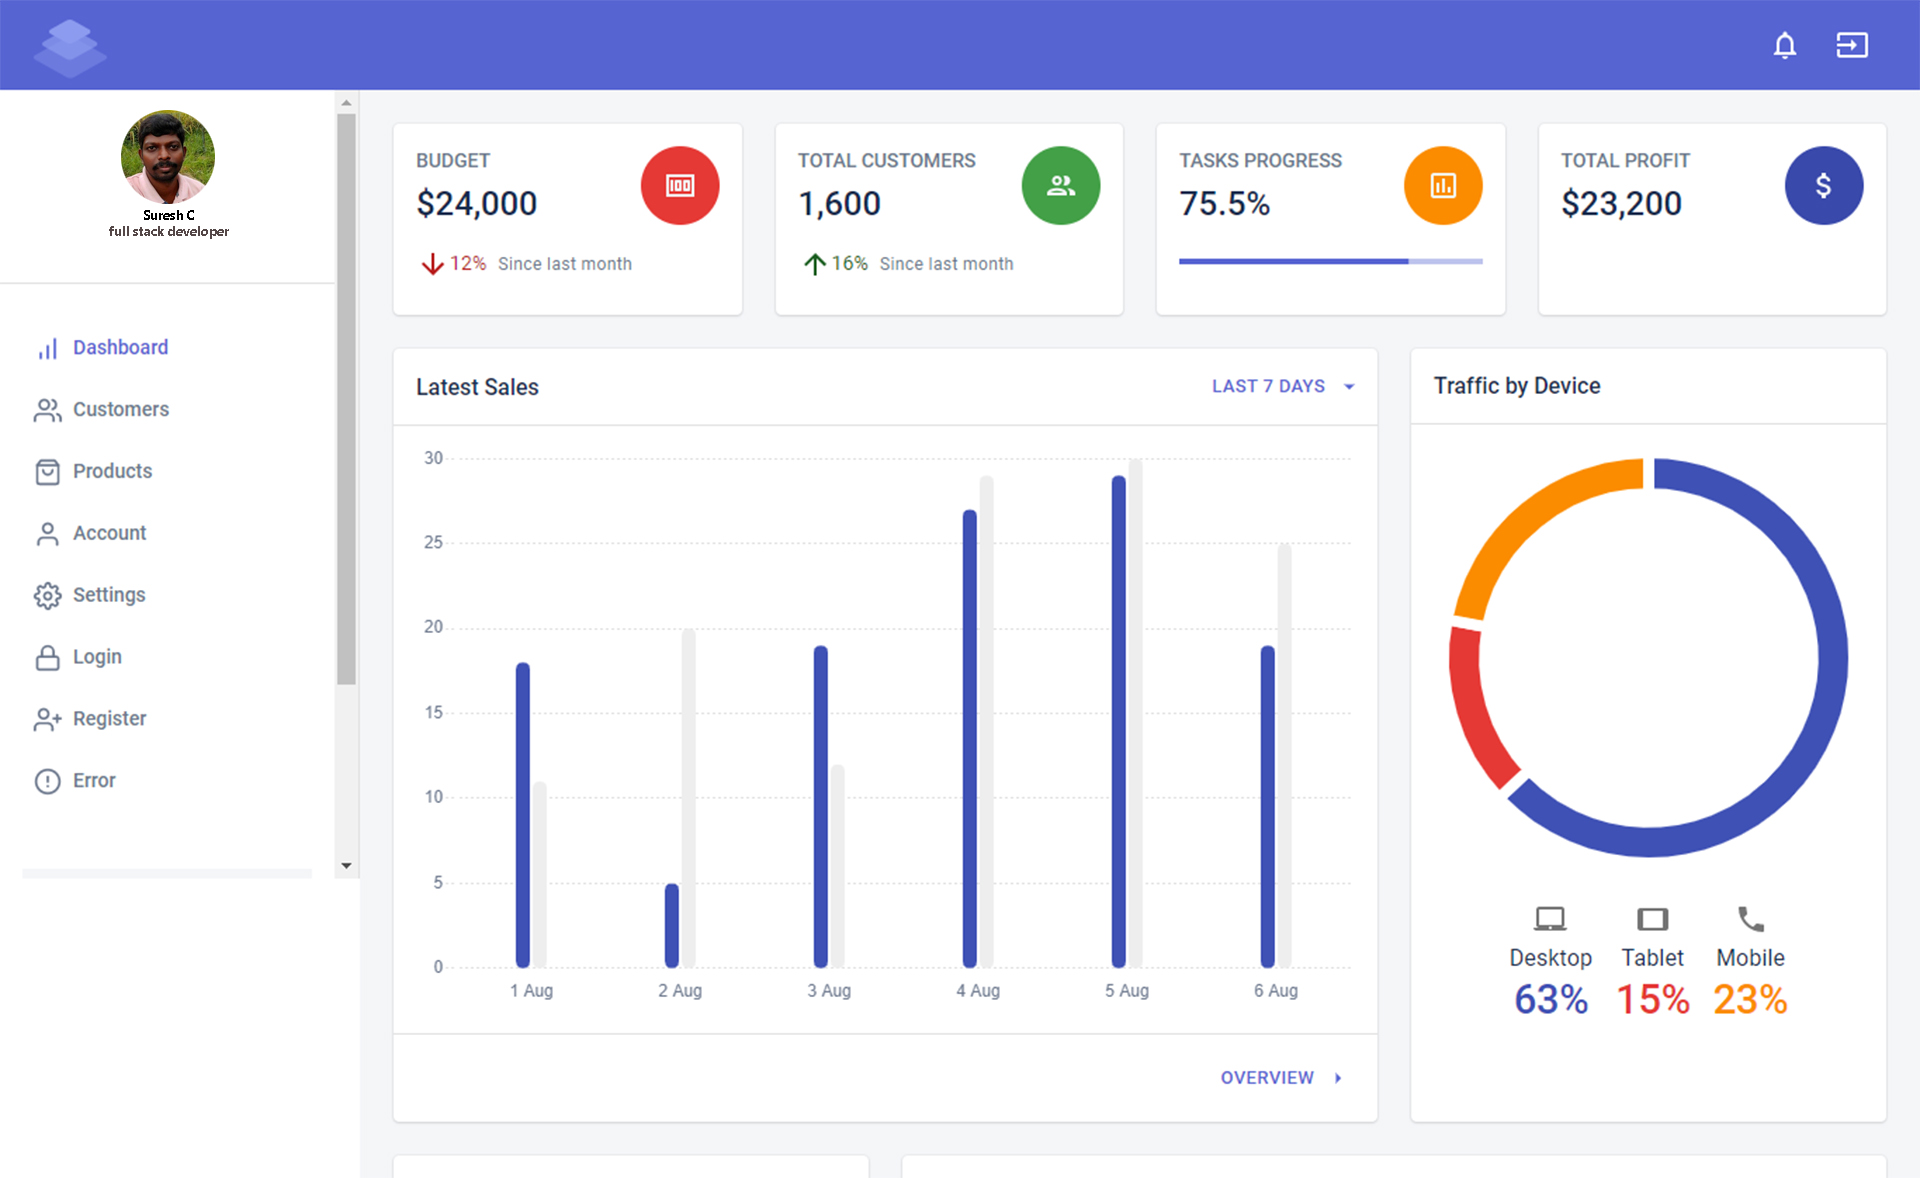 Suresh C
full stack developer
Dashboard
Customers
Products
Account
Settings
Login
Register
Error
BUDGET
$24,000
12% Since last month
100
TOTAL CUSTOMERS
1,600
16% Since last month
TASKS PROGRESS
75.5%
TOTAL PROFIT
$23,200
$
Latest Sales
LAST 7 DAYS
30
25
20
15
10
5
0
1 Aug 2 Aug 3 Aug 4 Aug 5 Aug 6 Aug
OVERVIEW
Traffic by Device
Desktop Tablet Mobile
63% 15% 23%